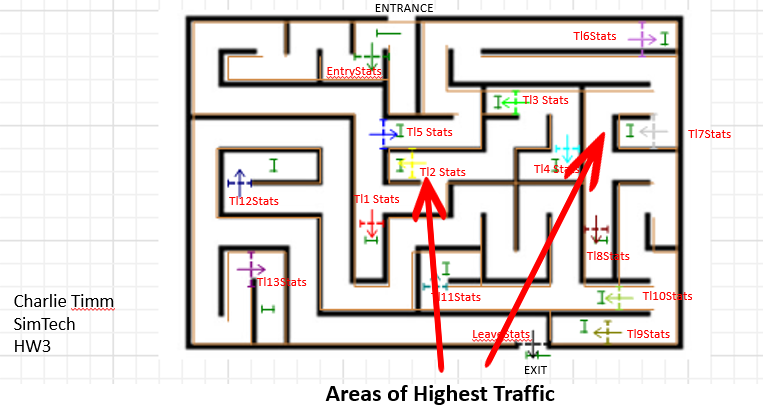 ENTRANCE
Tl6Stats
EntryStats
Tl3 Stats
Tl5 Stats
Tl7Stats
Tl4 Stats
Tl2 Stats
Tl12Stats
Tl1 Stats
Tl8Stats
Tl13Stats
Tl11Stats
Tl10Stats
Charlie Timm
SimTech
HW3
LeaveStats
Tl9Stats
EXIT
Areas of Highest Traffic